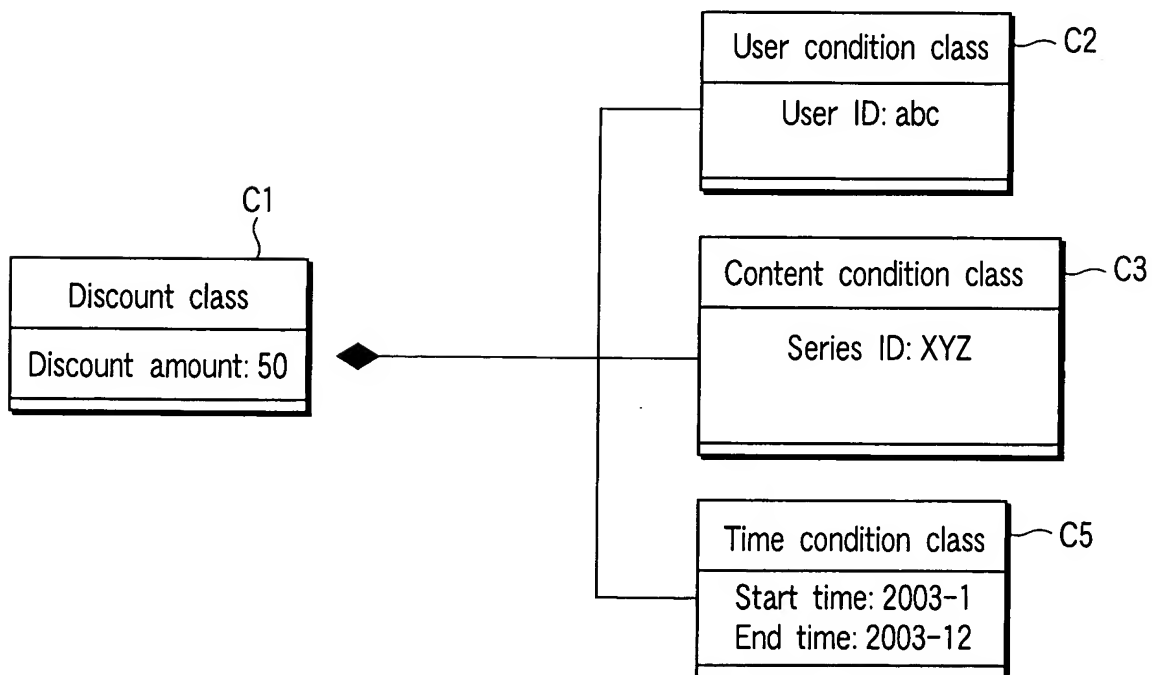 User condition class
C2
User ID: abc
C1
Discount class
Discount amount: 50
Content condition class
C3
Series ID: XYZ
Time condition class
C5
Start time: 2003-1
End time: 2003-12